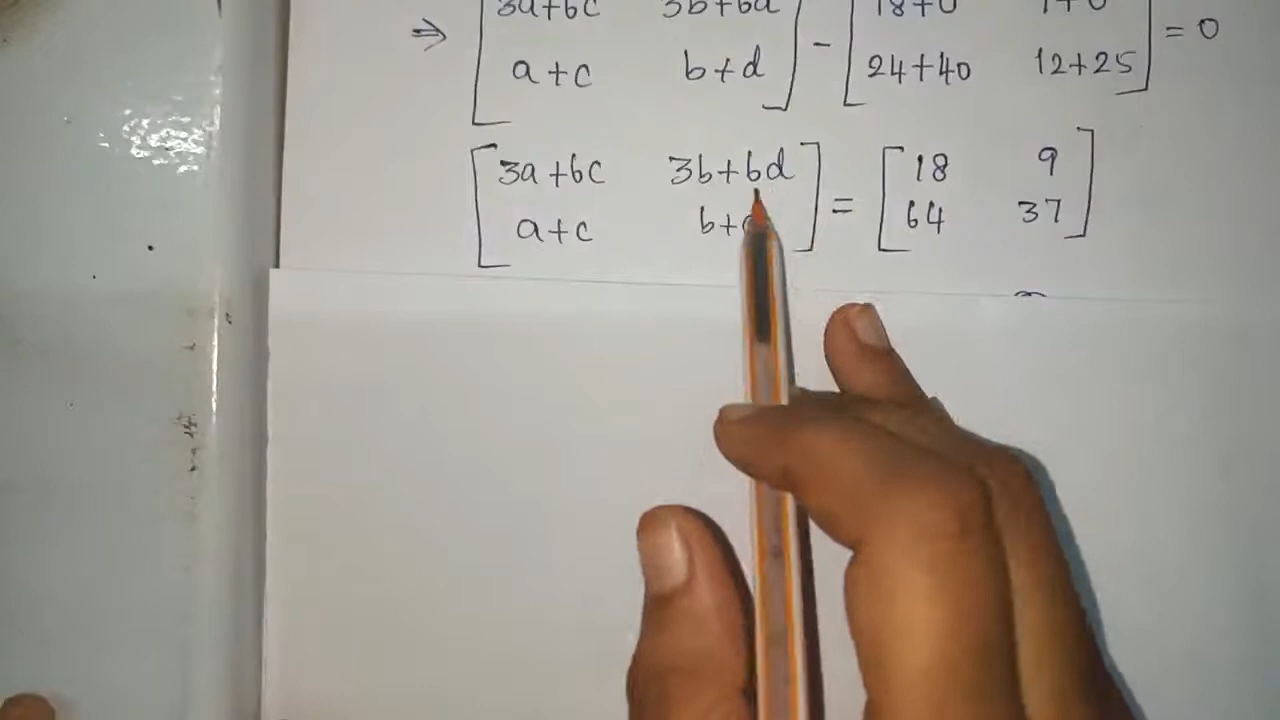 ⇒ [3a+6c 3b+6d] - [18+0 9+0] = 0
[a+c b+d] [24+40 12+25]
[3a+6c 3b+6d] = [18 9]
[a+c b+] [64 37]